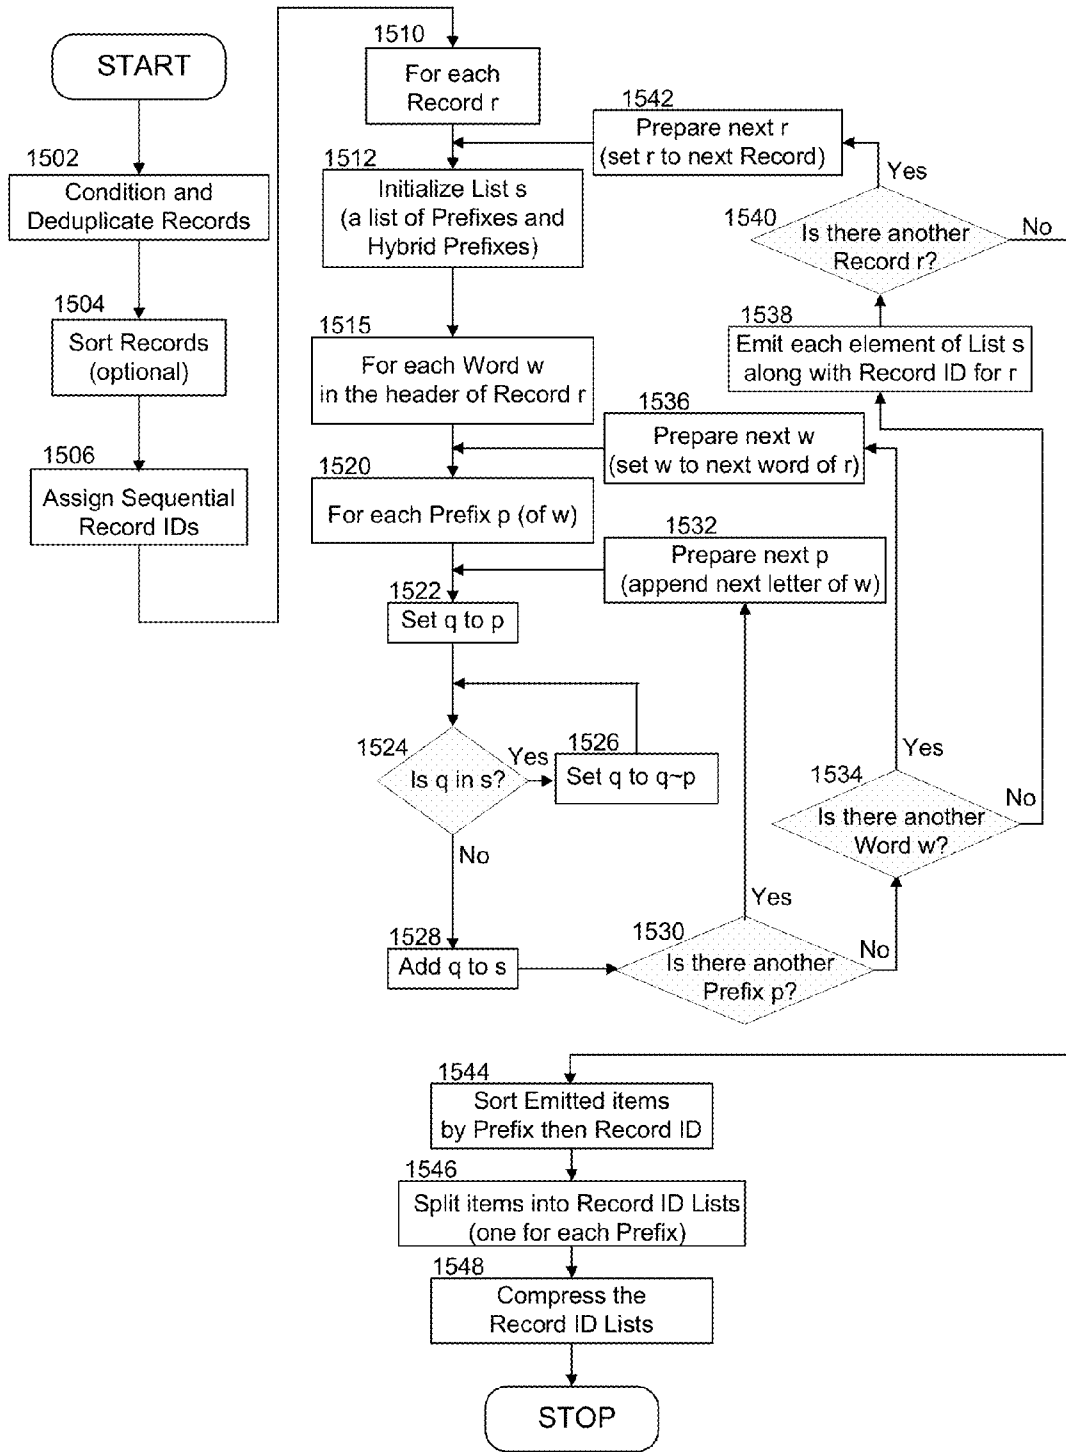 START
1502
Condition and
Deduplicate Records
1504
Sort Records
(optional)
1506
Assign Sequential
Record IDs
1510
For each
Record r
1512
Initialize List s
(a list of Prefixes and
Hybrid Prefixes)
1515
For each Word w
in the header of Record r
1520
For each Prefix p (of w)
1522
Set q to p
1524
Is q in s?
Yes
1526
Set q to q~p
No
1528
Add q to s
1530
Is there another
Prefix p?
Yes
No
1532
Prepare next p
(append next letter of w)
1534
Is there another
Word w?
Yes
No
1536
Prepare next w
(set w to next word of r)
1538
Emit each element of List s
along with Record ID for r
1540
Is there another
Record r?
Yes
No
1542
Prepare next r
(set r to next Record)
1544
Sort Emitted items
by Prefix then Record ID
1546
Split items into Record ID Lists
(one for each Prefix)
1548
Compress the
Record ID Lists
STOP